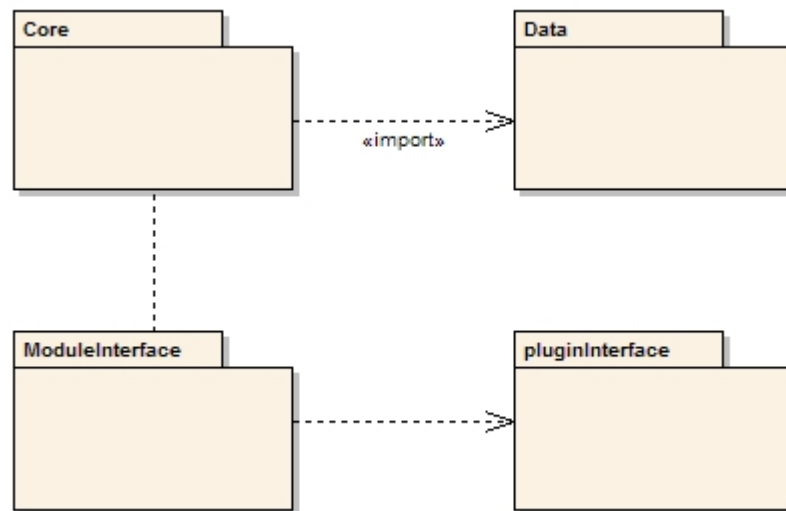 Core
Data
«import»
ModuleInterface
pluginInterface